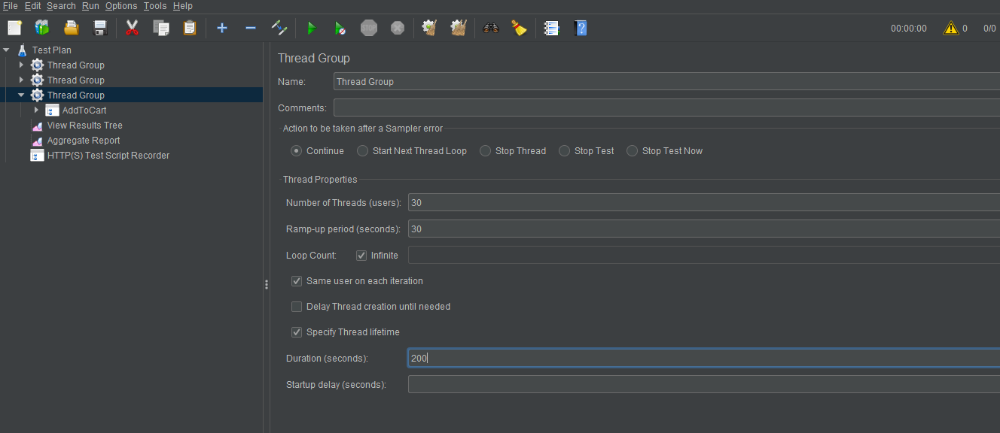 File Edit Search Run Options Tools Help
STOP
?
00:00:00 0 0/0
Test Plan
Thread Group
Thread Group
Thread Group
AddToCart
View Results Tree
Aggregate Report
HTTP(S) Test Script Recorder
Thread Group
Name: Thread Group
Comments:
Action to be taken after a Sampler error
Continue Start Next Thread Loop Stop Thread Stop Test Stop Test Now
Thread Properties
Number of Threads (users): 30
Ramp-up period (seconds): 30
Loop Count: Infinite
Same user on each iteration
Delay Thread creation until needed
Specify Thread lifetime
Duration (seconds): 200
Startup delay (seconds):